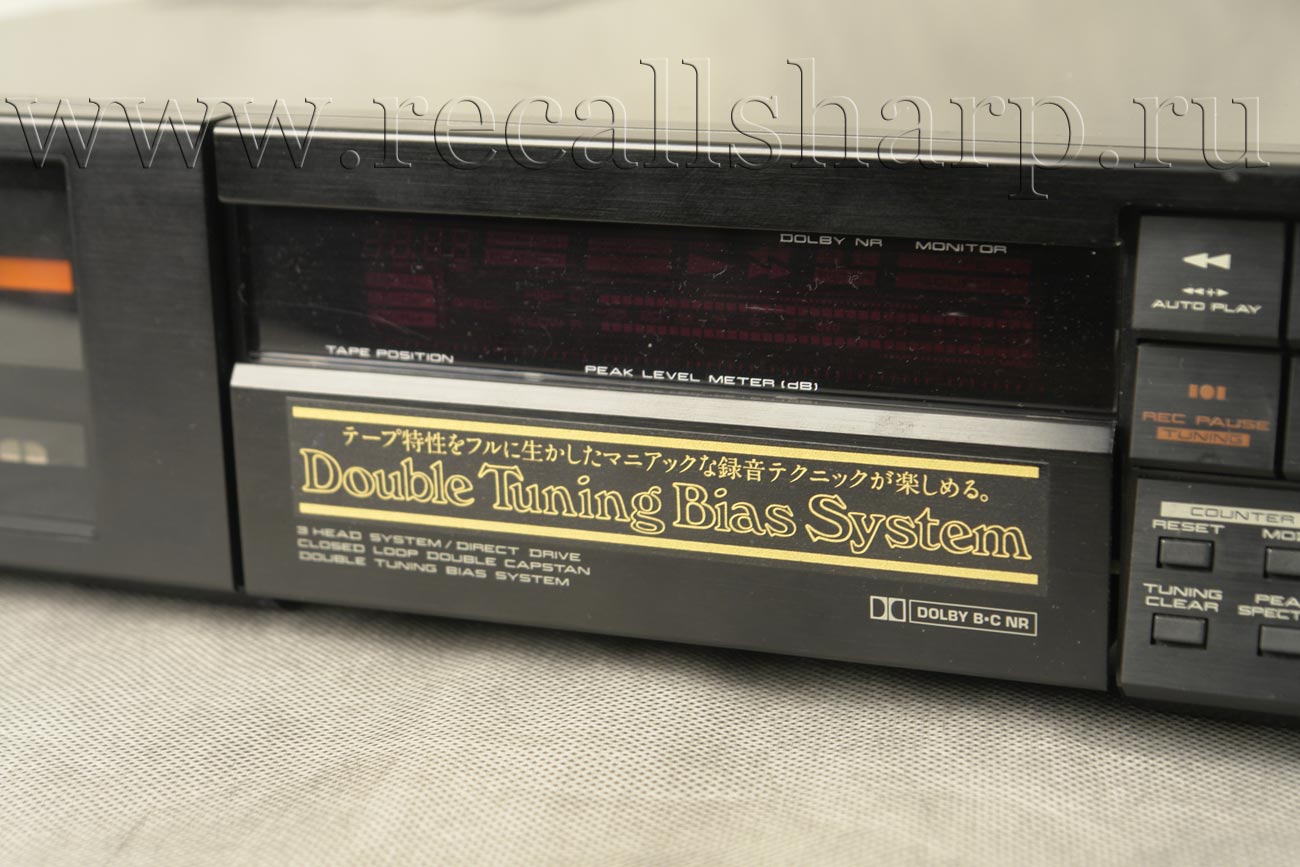 www.recallsharp.ru
DOLBY NR MONITOR
TAPE POSITION
PEAK LEVEL METER (dB)
テープ特性をフルに生かしたマニアックな録音テクニックが楽しめる。
Double Tuning Bias System
3 HEAD SYSTEM / DIRECT DRIVE
CLOSED LOOP DOUBLE CAPSTAN
DOUBLE TUNING BIAS SYSTEM
DOLBY B•C NR
AUTO PLAY
REC PAUSE
TUNING
COUNTER
RESET
TUNING
CLEAR